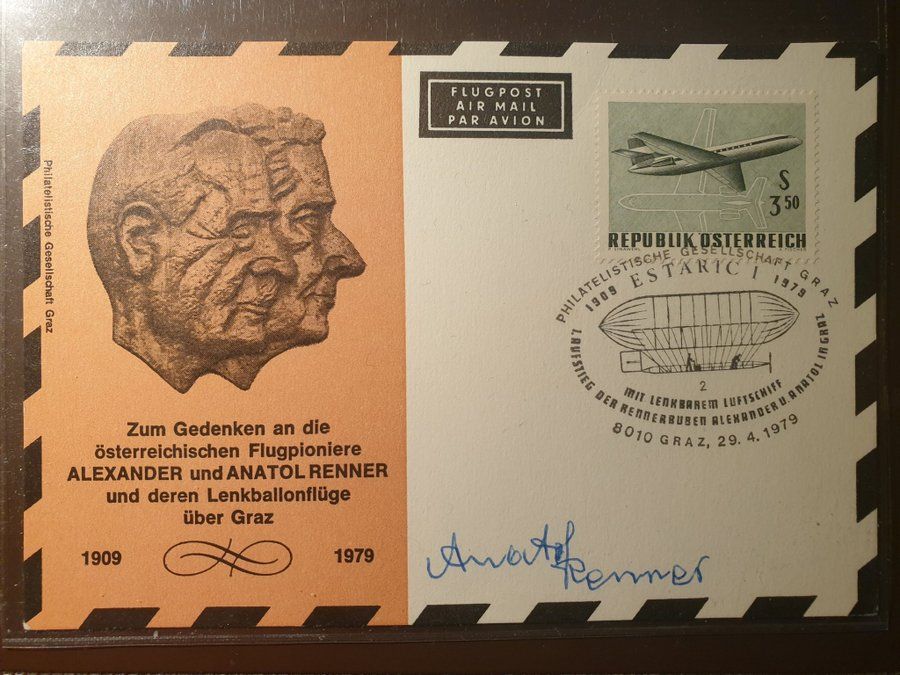 Philatelistische Gesellschaft Graz
Zum Gedenken an die
österreichischen Flugpioniere
ALEXANDER und ANATOL RENNER
und deren Lenkballonflüge
über Graz
1909
1979
FLUGPOST
AIR MAIL
PAR AVION
S
3 50
REPUBLIK ÖSTERREICH
PHILATELISTISCHE GESELLSCHAFT GRAZ
1909 ESTARIC I 1979
2
1. AUFSTIEG DER RENNERBUBEN ALEXANDER U. ANATOL IN GRAZ
MIT LENKBAREM LUFTSCHIFF
8010 GRAZ, 29. 4. 1979
Anatol
Renner